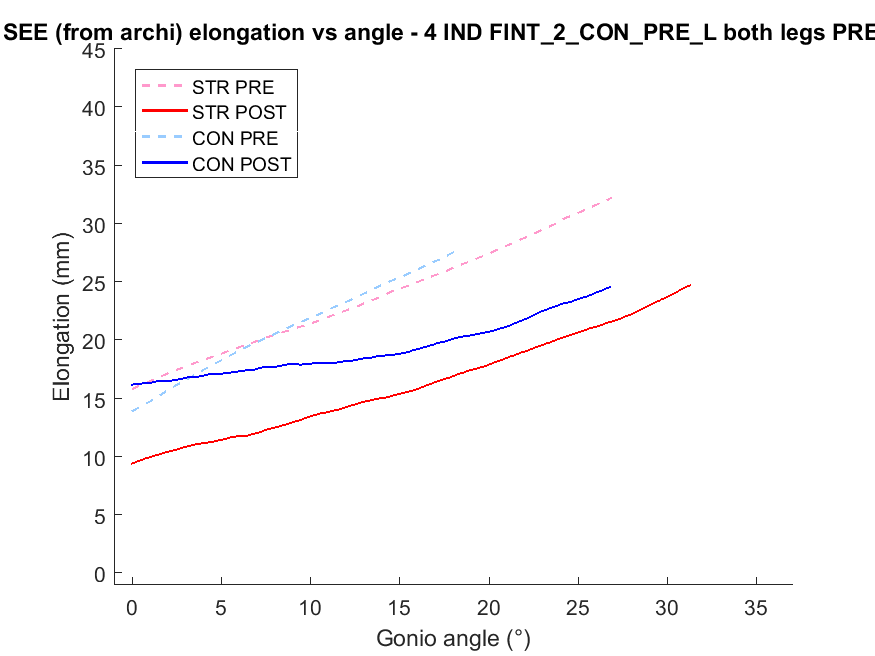 SEE (from archi) elongation vs angle - 4 IND FINT_2_CON_PRE_L both legs PRE
45
40
35
30
25
20
15
10
5
0
Elongation (mm)
STR PRE
STR POST
CON PRE
CON POST
0 5 10 15 20 25 30 35
Gonio angle (°)